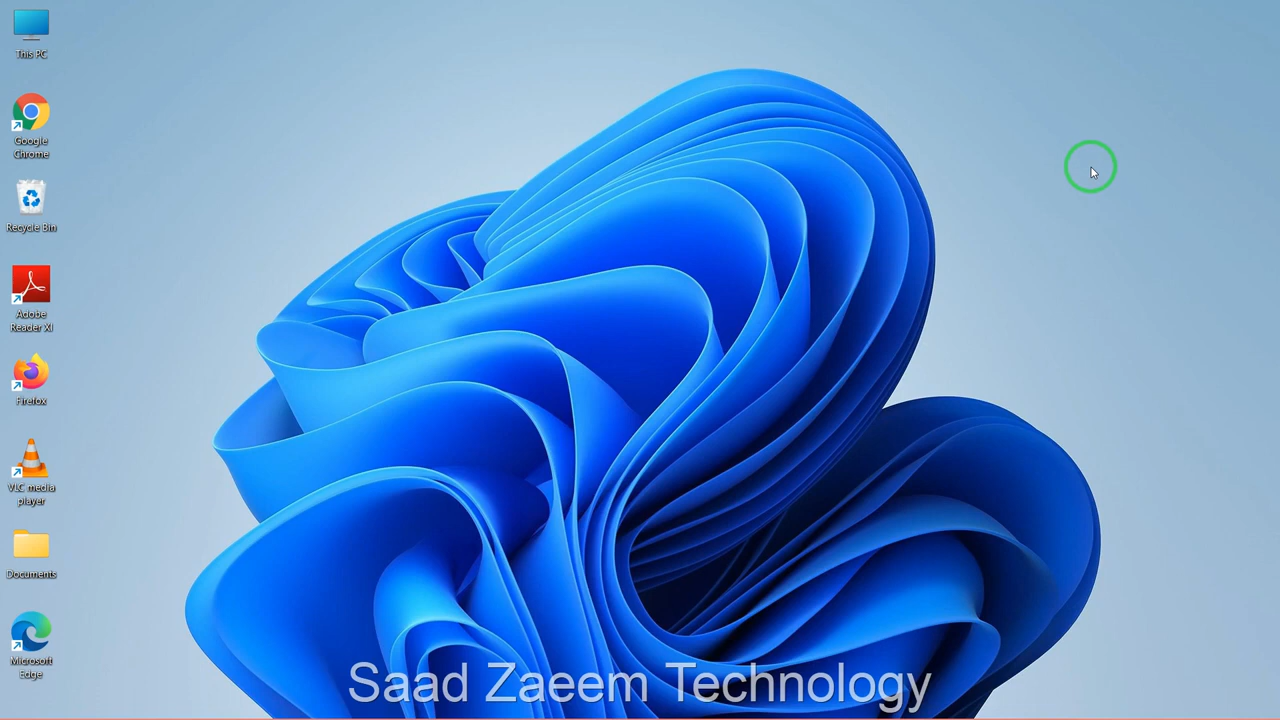 This PC
Google
Chrome
Recycle Bin
Adobe
Reader XI
Firefox
VLC media
player
Documents
Microsoft
Edge
Saad Zaeem Technology